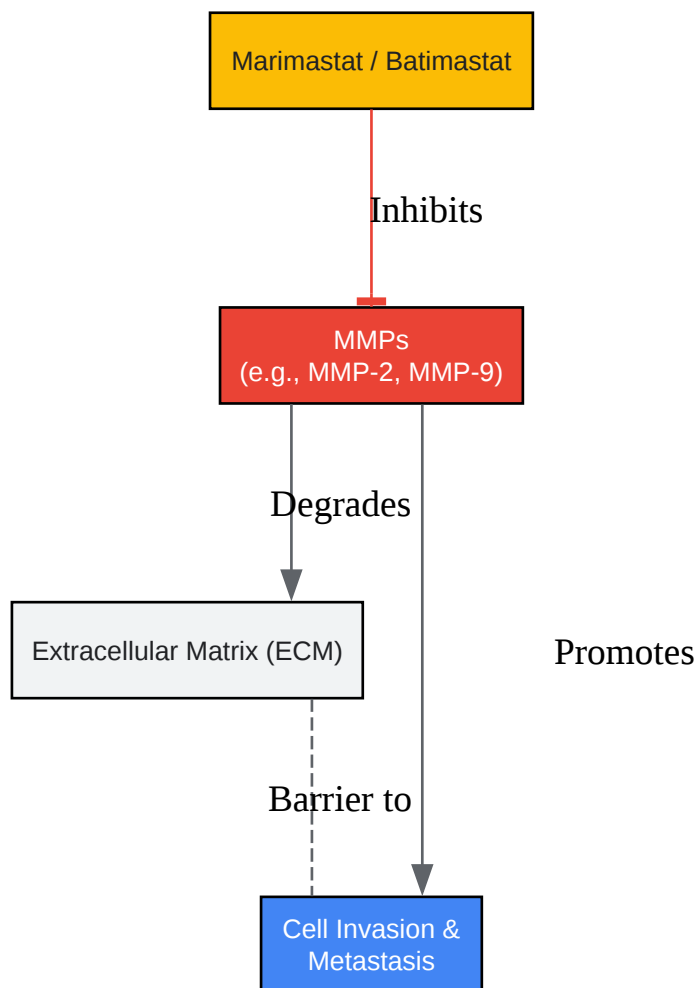 Marimastat / Batimastat
Inhibits
MMPs
(e.g., MMP-2, MMP-9)
Degrades
Extracellular Matrix (ECM)
Promotes
Barrier to
Cell Invasion &
Metastasis